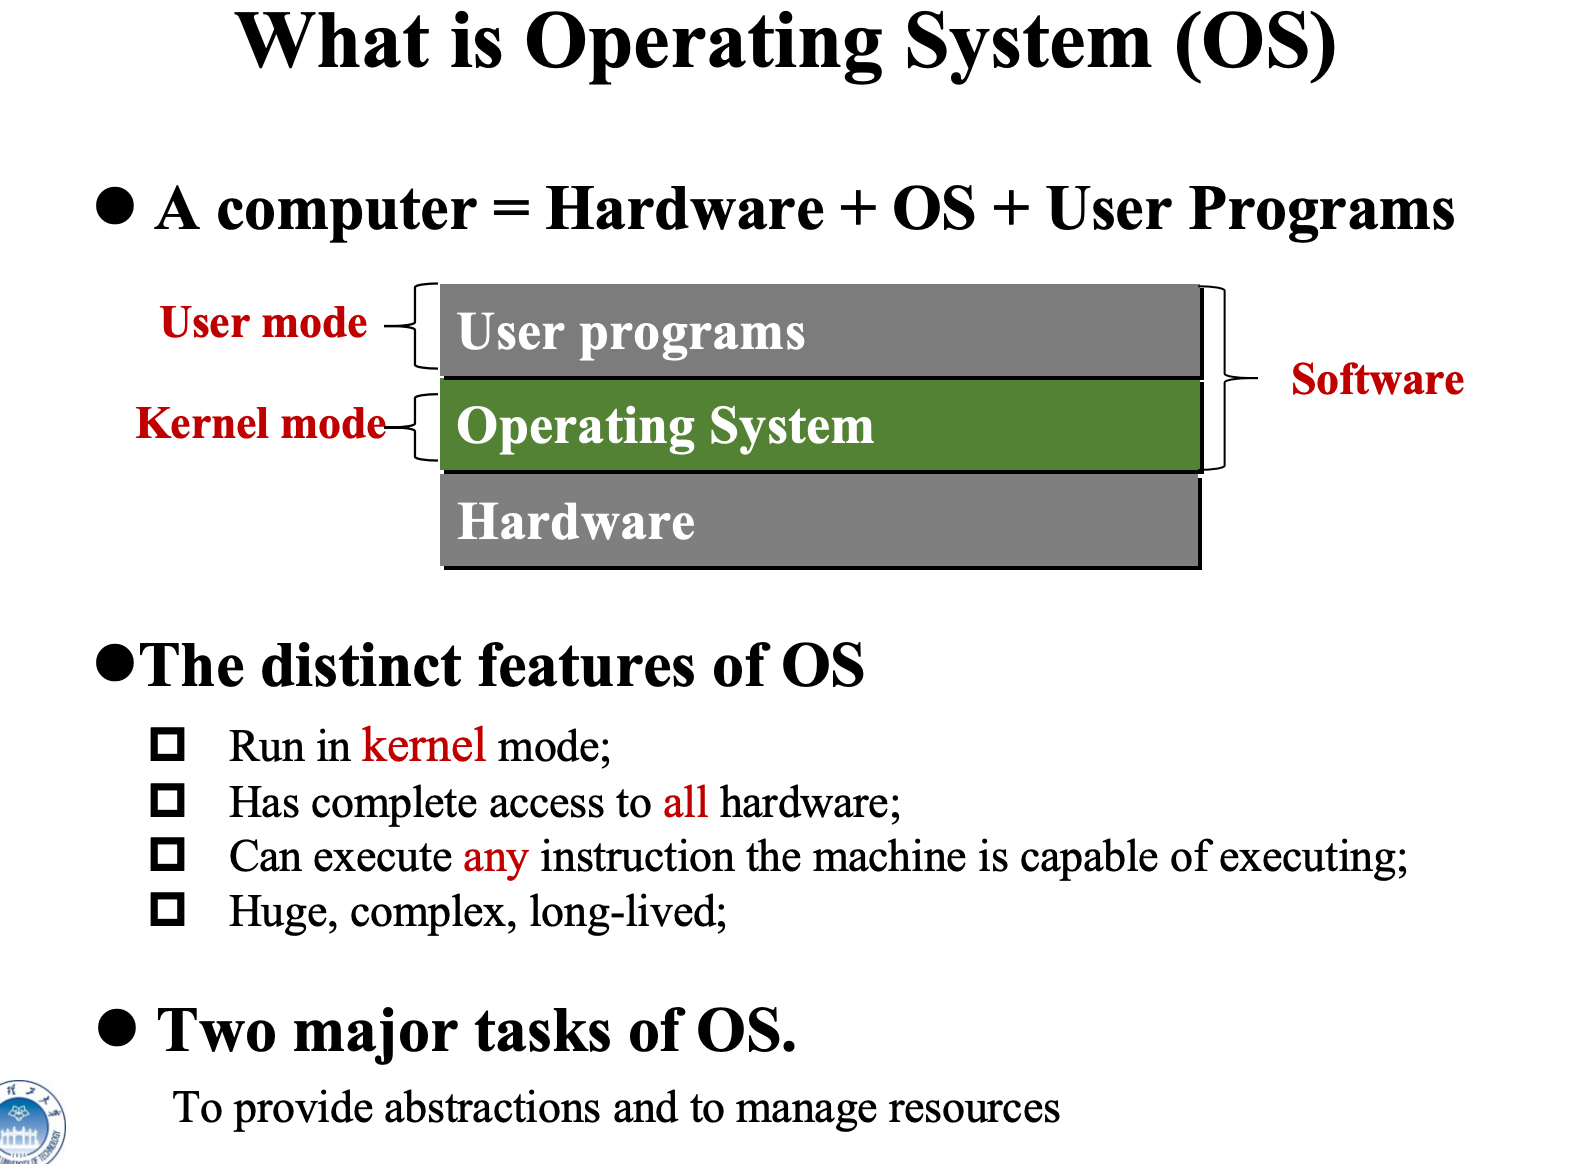 What is Operating System (OS)
● A computer = Hardware + OS + User Programs
User mode
User programs
Software
Kernel mode
Operating System
Hardware
●The distinct features of OS
Run in kernel mode;
Has complete access to all hardware;
Can execute any instruction the machine is capable of executing;
Huge, complex, long-lived;
● Two major tasks of OS.
To provide abstractions and to manage resources